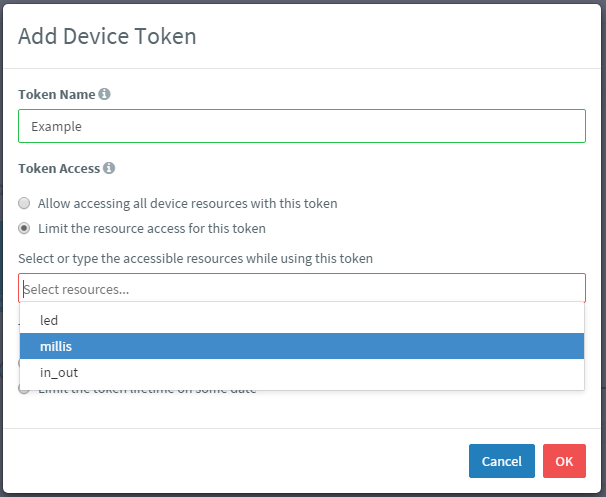 Add Device Token
Token Name
Example
Token Access
Allow accessing all device resources with this token
Limit the resource access for this token
Select or type the accessible resources while using this token
Select resources...
led
millis
in_out
Limit the token lifetime on some date
Cancel
OK